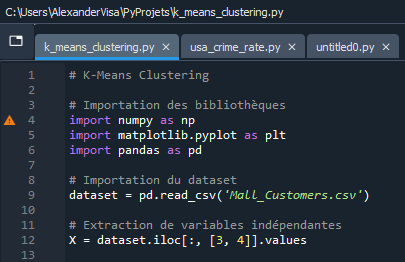 C:\Users\AlexanderVisa\PyProjets\k_means_clustering.py
k_means_clustering.py usa_crime_rate.py untitled0.py
1 # K-Means Clustering
2
3 # Importation des bibliothèques
4 import numpy as np
5 import matplotlib.pyplot as plt
6 import pandas as pd
7
8 # Importation du dataset
9 dataset = pd.read_csv('Mall_Customers.csv')
10
11 # Extraction de variables indépendantes
12 X = dataset.iloc[:, [3, 4]].values
13